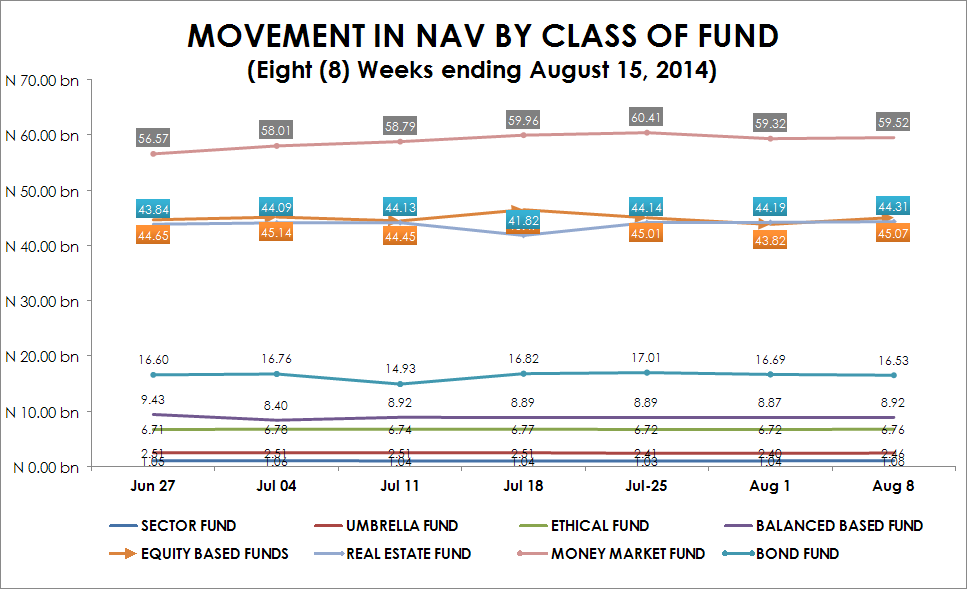 MOVEMENT IN NAV BY CLASS OF FUND
(Eight (8) Weeks ending August 15, 2014)
N 70.00 bn
N 60.00 bn
N 50.00 bn
N 40.00 bn
N 30.00 bn
N 20.00 bn
N 10.00 bn
N 0.00 bn
56.57 58.01 58.79 59.96 60.41 59.32 59.52
43.84 44.09 44.13 41.82 44.14 44.19 44.31
44.65 45.14 44.45 45.01 43.82 45.07
16.60 16.76 14.93 16.82 17.01 16.69 16.53
9.43 8.40 8.92 8.89 8.89 8.87 8.92
6.71 6.78 6.74 6.77 6.72 6.72 6.76
2.51 2.51 2.51 2.51 2.41 2.40 2.46
1.04 1.04 1.03 1.04 1.08
Jun 27 Jul 04 Jul 11 Jul 18 Jul-25 Aug 1 Aug 8
SECTOR FUND UMBRELLA FUND ETHICAL FUND BALANCED BASED FUND
EQUITY BASED FUNDS REAL ESTATE FUND MONEY MARKET FUND BOND FUND